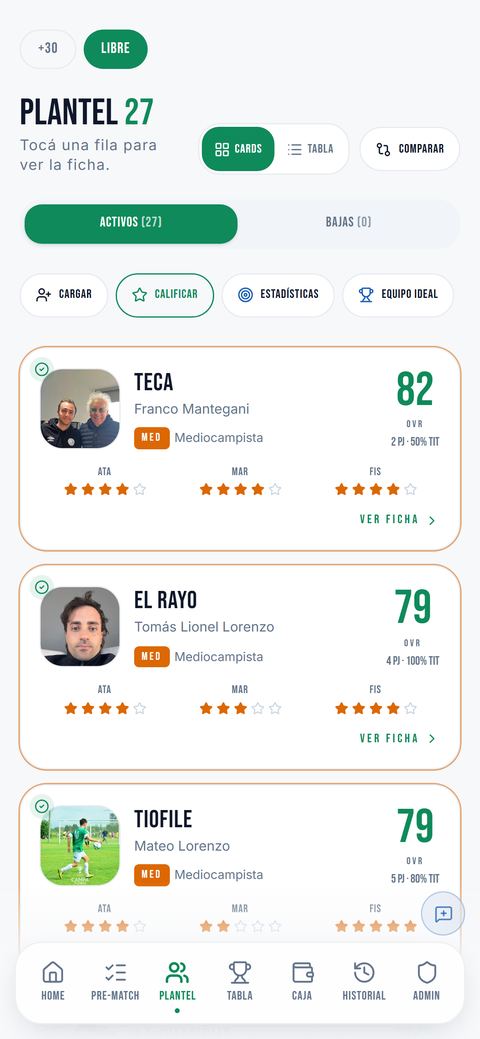 +30
LIBRE
PLANTEL 27
Tocá una fila para
ver la ficha.
CARDS
TABLA
COMPARAR
ACTIVOS (27)
BAJAS (0)
CARGAR
CALIFICAR
ESTADÍSTICAS
EQUIPO IDEAL
TECA
Franco Mantegani
MED Mediocampista
82
OVR
2 PJ · 50% TIT
ATA
MAR
FIS
VER FICHA
EL RAYO
Tomás Lionel Lorenzo
MED Mediocampista
79
OVR
4 PJ · 100% TIT
ATA
MAR
FIS
VER FICHA
TIOFILE
Mateo Lorenzo
MED Mediocampista
79
OVR
5 PJ · 80% TIT
ATA
MAR
FIS
HOME
PRE-MATCH
PLANTEL
TABLA
CAJA
HISTORIAL
ADMIN